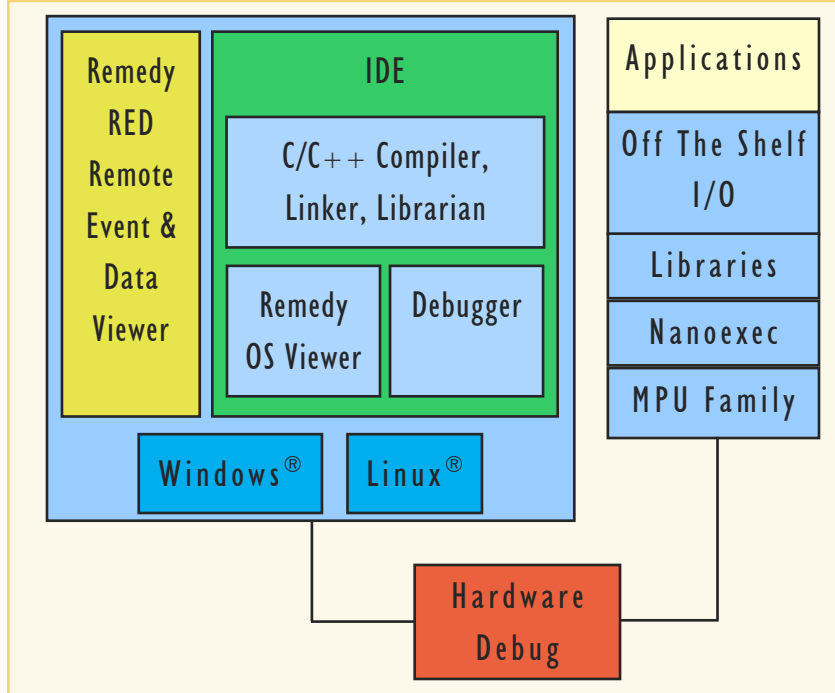 Remedy
RED
Remote
Event &
Data
Viewer
IDE
C/C++ Compiler,
Linker, Librarian
Remedy
OS Viewer
Debugger
Windows®
Linux®
Applications
Off The Shelf
I/O
Libraries
Nanoexec
MPU Family
Hardware
Debug